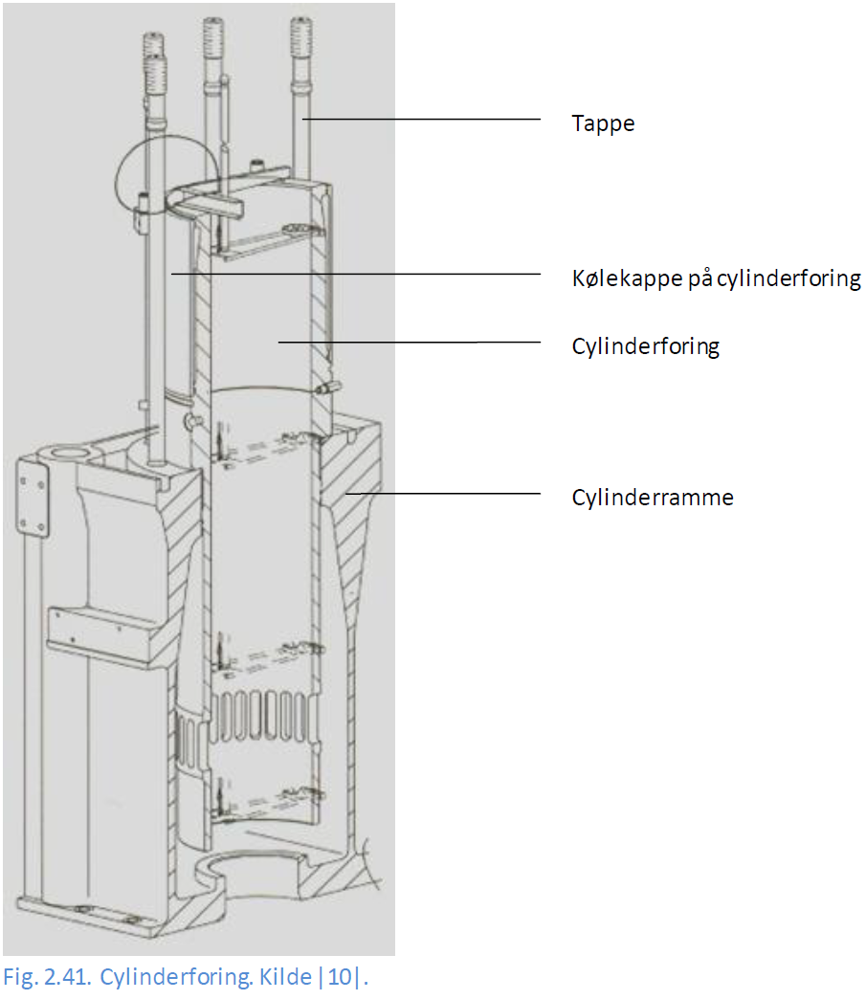 Tappe
Kølekappe på cylinderforing
Cylinderforing
Cylinderramme
Fig. 2.41. Cylinderforing. Kilde |10|.